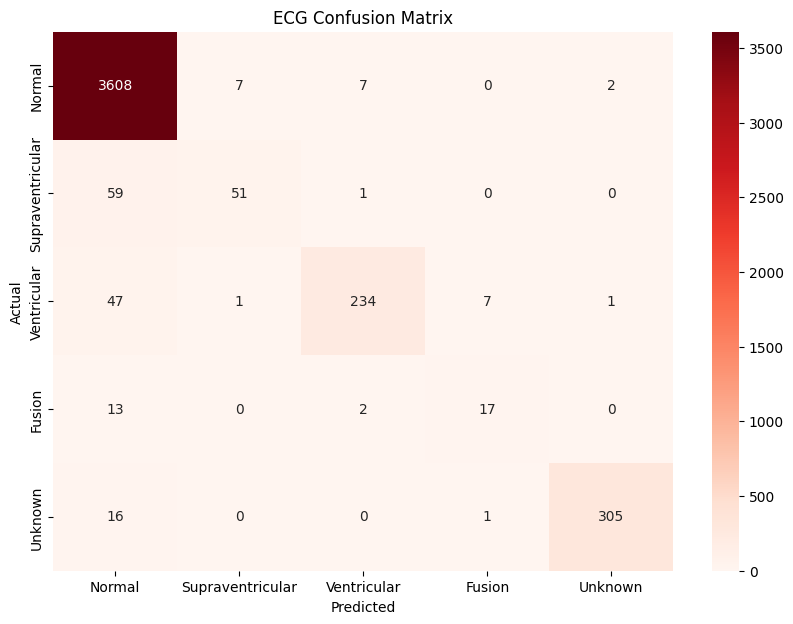 ECG Confusion Matrix
Normal
3608 7 7 0 2
Supraventricular
59 51 1 0 0
Ventricular
47 1 234 7 1
Fusion
13 0 2 17 0
Unknown
16 0 0 1 305
Actual
Normal Supraventricular Ventricular Fusion Unknown
Predicted
3500
3000
2500
2000
1500
1000
500
0